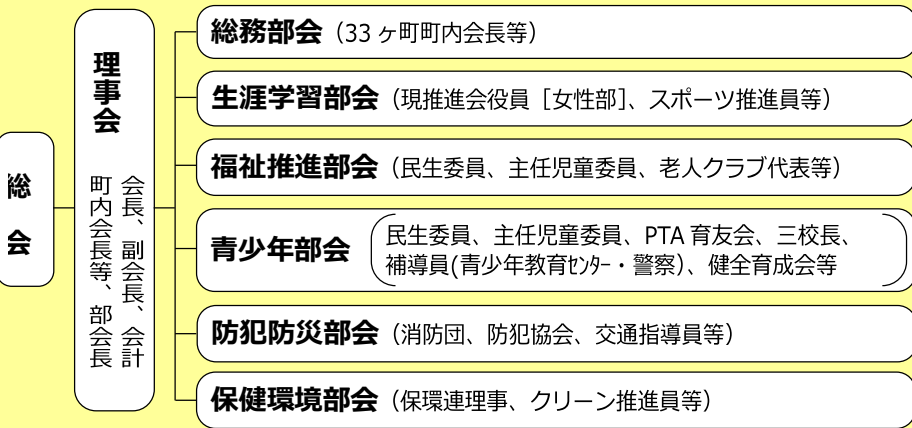 総会
理事会
会長、副会長、会計
町内会長等、部会長
総務部会（33ヶ町町内会長等）
生涯学習部会（現推進会役員［女性部］、スポーツ推進員等）
福祉推進部会（民生委員、主任児童委員、老人クラブ代表等）
青少年部会
民生委員、主任児童委員、PTA育友会、三校長、
補導員(青少年教育ｾﾝﾀｰ・警察）、健全育成会等
防犯防災部会（消防団、防犯協会、交通指導員等）
保健環境部会（保環連理事、クリーン推進員等）